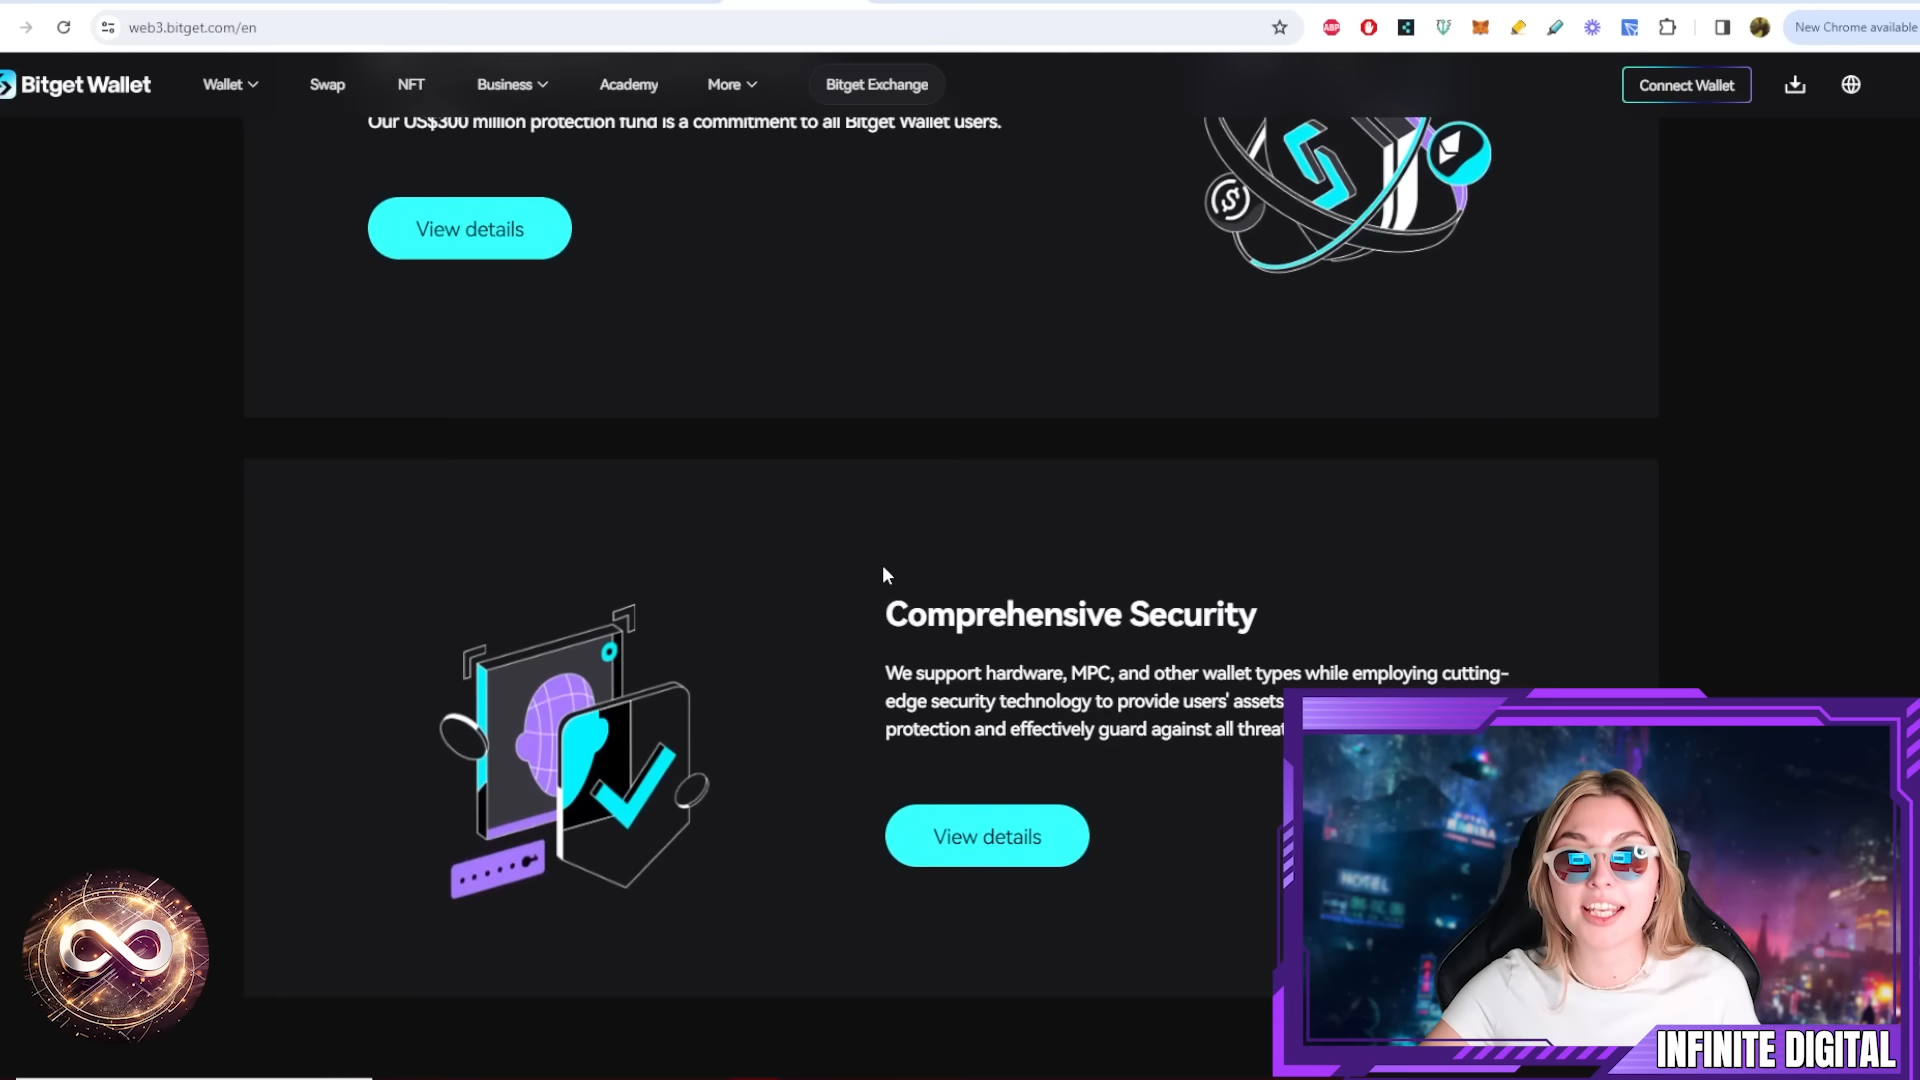 web3.bitget.com/en
ABP
New Chrome available
Bitget Wallet
Wallet
Swap
NFT
Business
Academy
More
Bitget Exchange
Connect Wallet
Our US$300 million protection fund is a commitment to all Bitget Wallet users.
View details
Comprehensive Security
We support hardware, MPC, and other wallet types while employing cutting-
edge security technology to provide users' assets
protection and effectively guard against all threat
View details
HOTEL
INFINITE DIGITAL